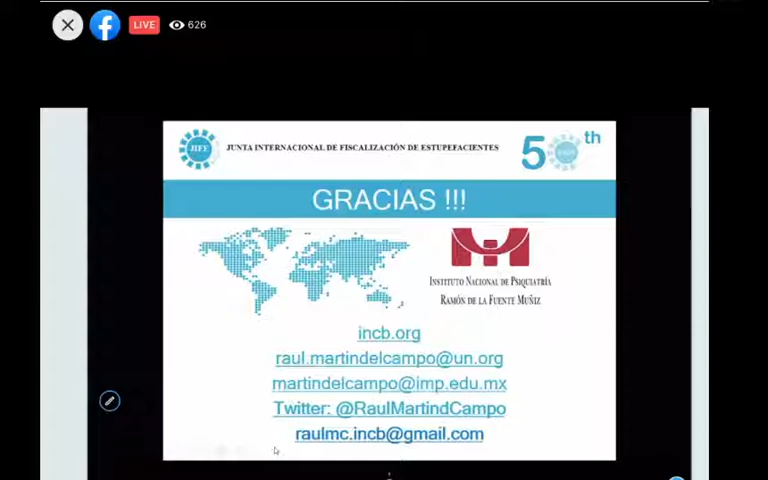 LIVE 626
JIFE JUNTA INTERNACIONAL DE FISCALIZACIÓN DE ESTUPEFACIENTES 50th
GRACIAS !!!
INSTITUTO NACIONAL DE PSIQUIATRÍA
RAMÓN DE LA FUENTE MUÑIZ
incb.org
raul.martindelcampo@un.org
martindelcampo@imp.edu.mx
Twitter: @RaulMartindCampo
raulmc.incb@gmail.com